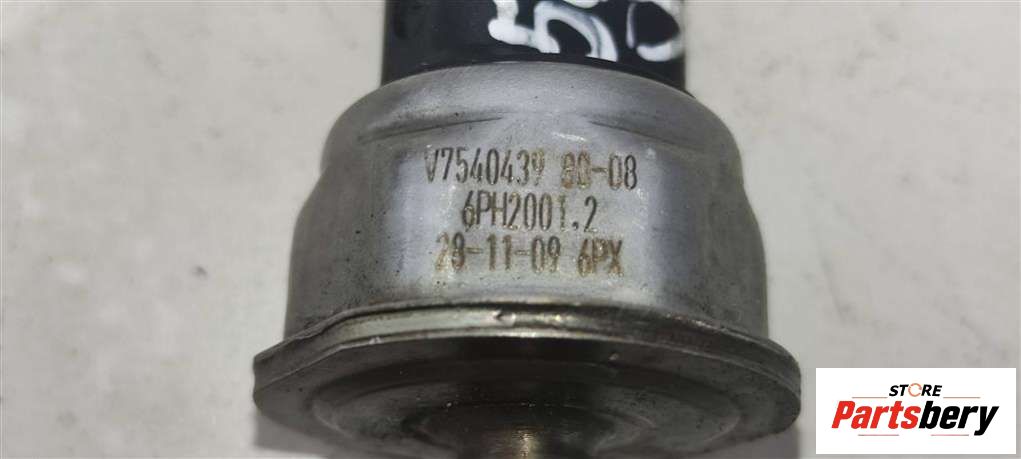 V7540439 80-08
6PH2001,2
28-11-09 6PX
STORE
Partsbery